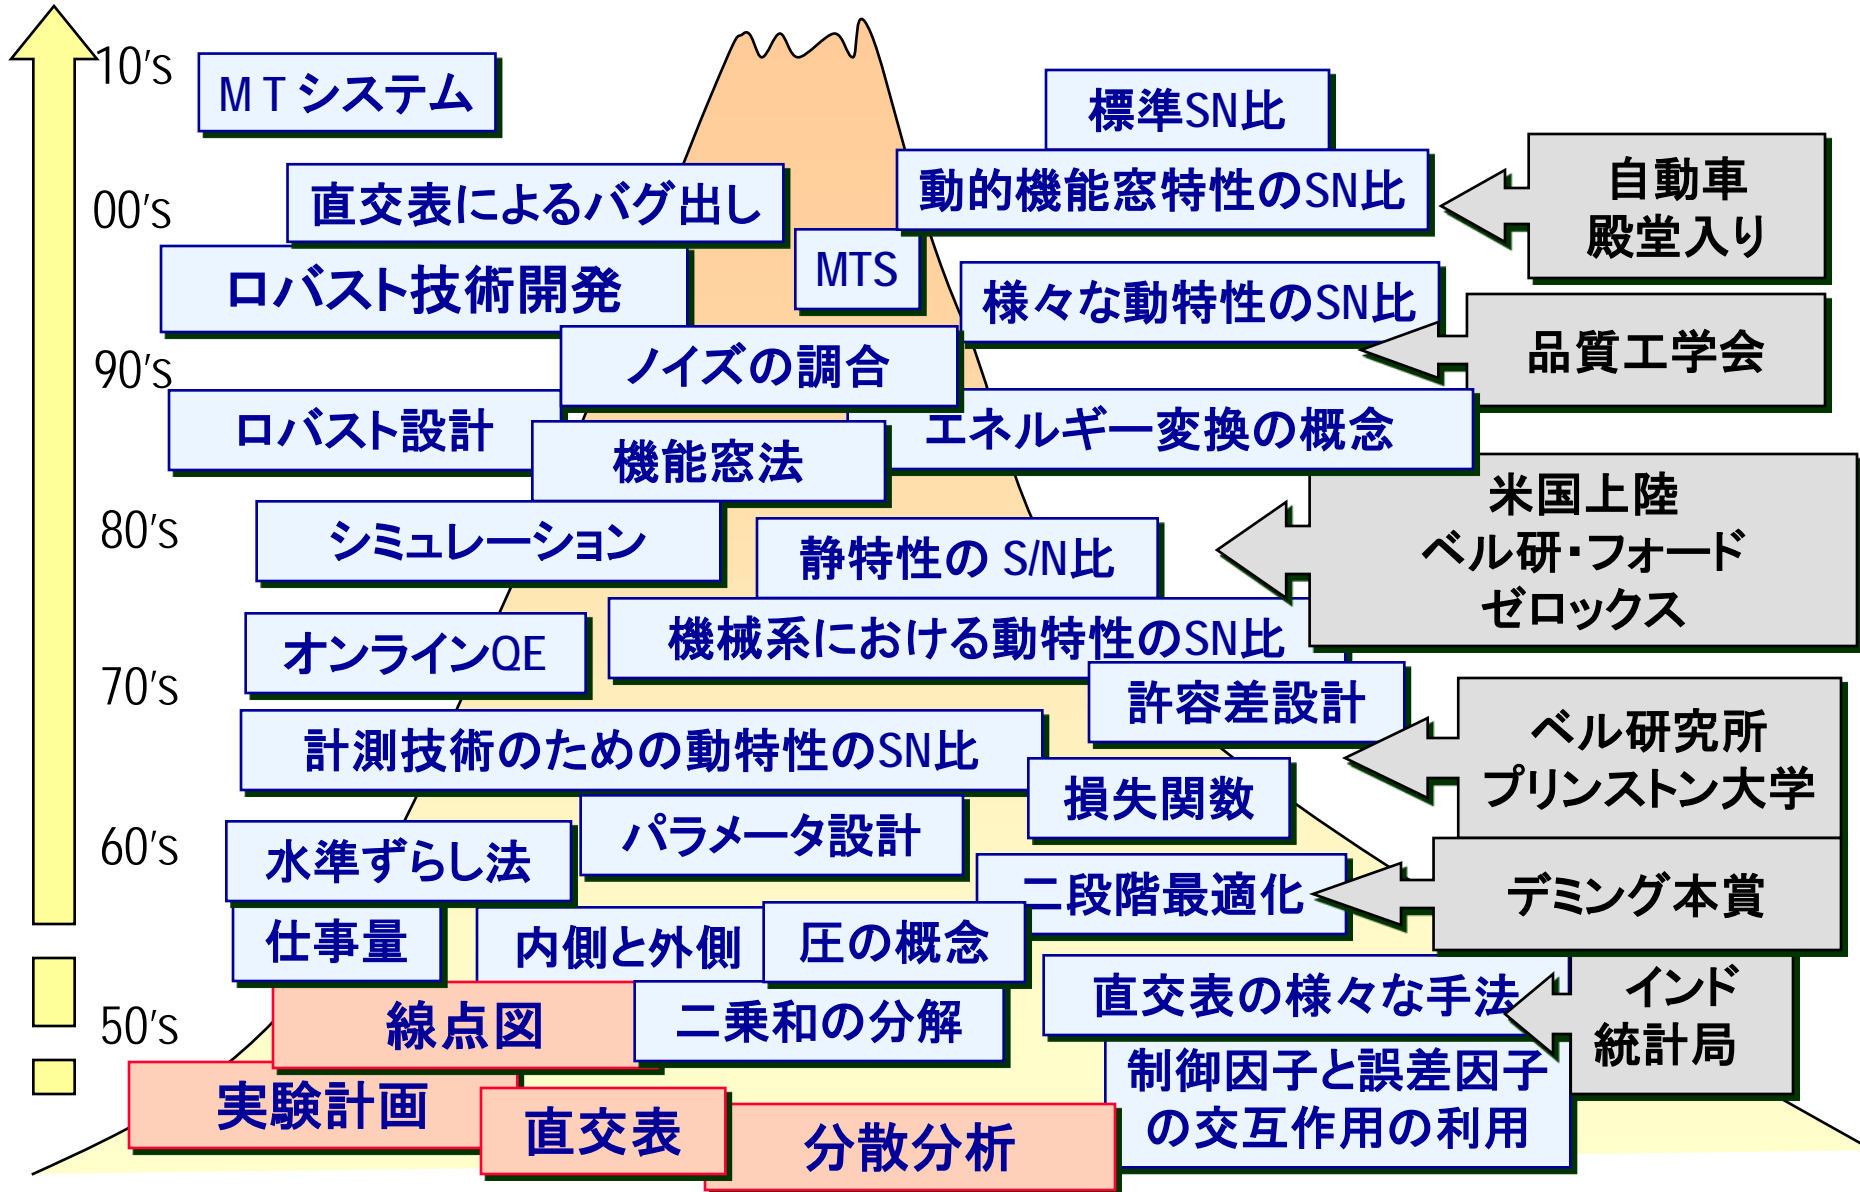 10's
MTシステム
標準SN比
自動車
殿堂入り
00's
直交表によるバグ出し
動的機能窓特性のSN比
MTS
ロバスト技術開発
様々な動特性のSN比
品質工学会
90's
ノイズの調合
ロバスト設計
機能窓法
エネルギー変換の概念
米国上陸
ベル研・フォード
ゼロックス
80's
シミュレーション
静特性の S/N比
オンラインQE
機械系における動特性のSN比
70's
許容差設計
ベル研究所
プリンストン大学
計測技術のための動特性のSN比
損失関数
60's
水準ずらし法
パラメータ設計
二段階最適化
デミング本賞
仕事量
内側と外側
圧の概念
直交表の様々な手法
インド
統計局
50's
線点図
二乗和の分解
制御因子と誤差因子
の交互作用の利用
実験計画
直交表
分散分析